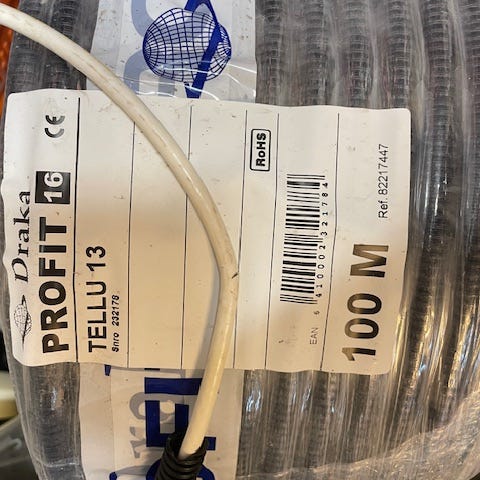 Draka
CE
PROFIT 16
TELLU 13
Snro 232178
RoHS
EAN 6 410002 321784
100 M
Ref. 82217447